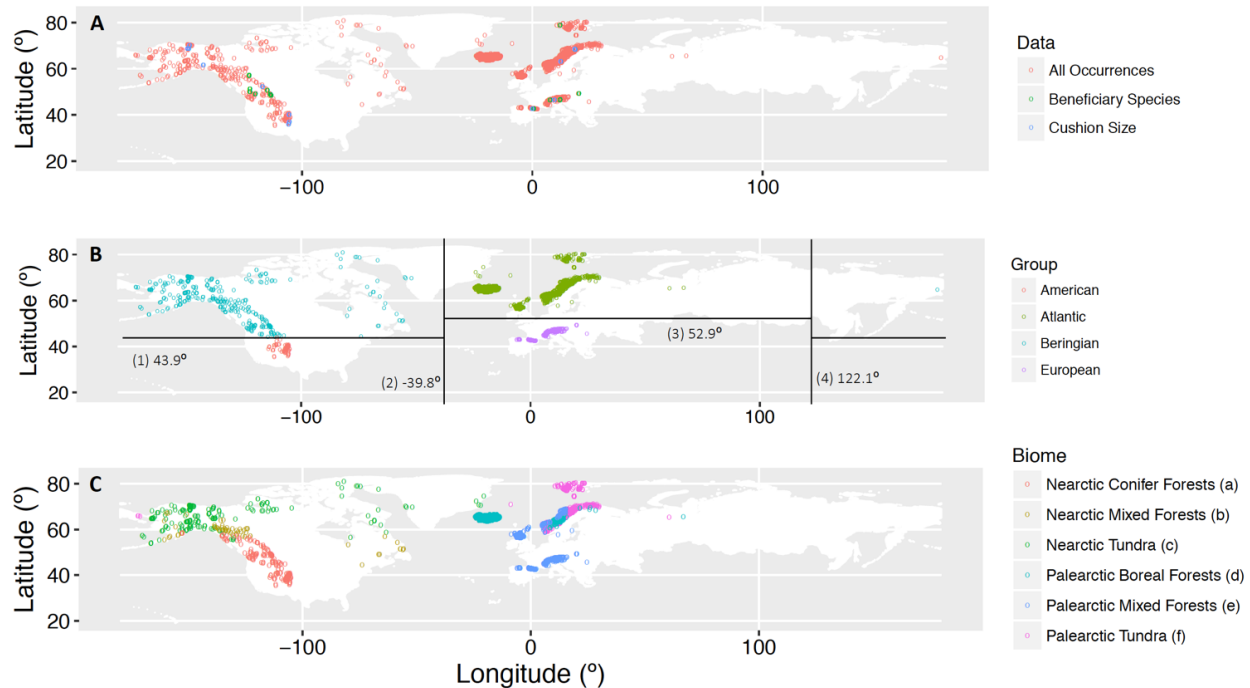 A
Latitude (º)
80
60
40
20
−100
0
100
Data
All Occurrences
Beneficiary Species
Cushion Size
B
Latitude (º)
80
60
40
20
(1) 43.9º
(2) -39.8º
(3) 52.9º
(4) 122.1º
−100
0
100
Group
American
Atlantic
Beringian
European
C
Latitude (º)
80
60
40
20
−100
0
100
Longitude (º)
Biome
Nearctic Conifer Forests (a)
Nearctic Mixed Forests (b)
Nearctic Tundra (c)
Palearctic Boreal Forests (d)
Palearctic Mixed Forests (e)
Palearctic Tundra (f)